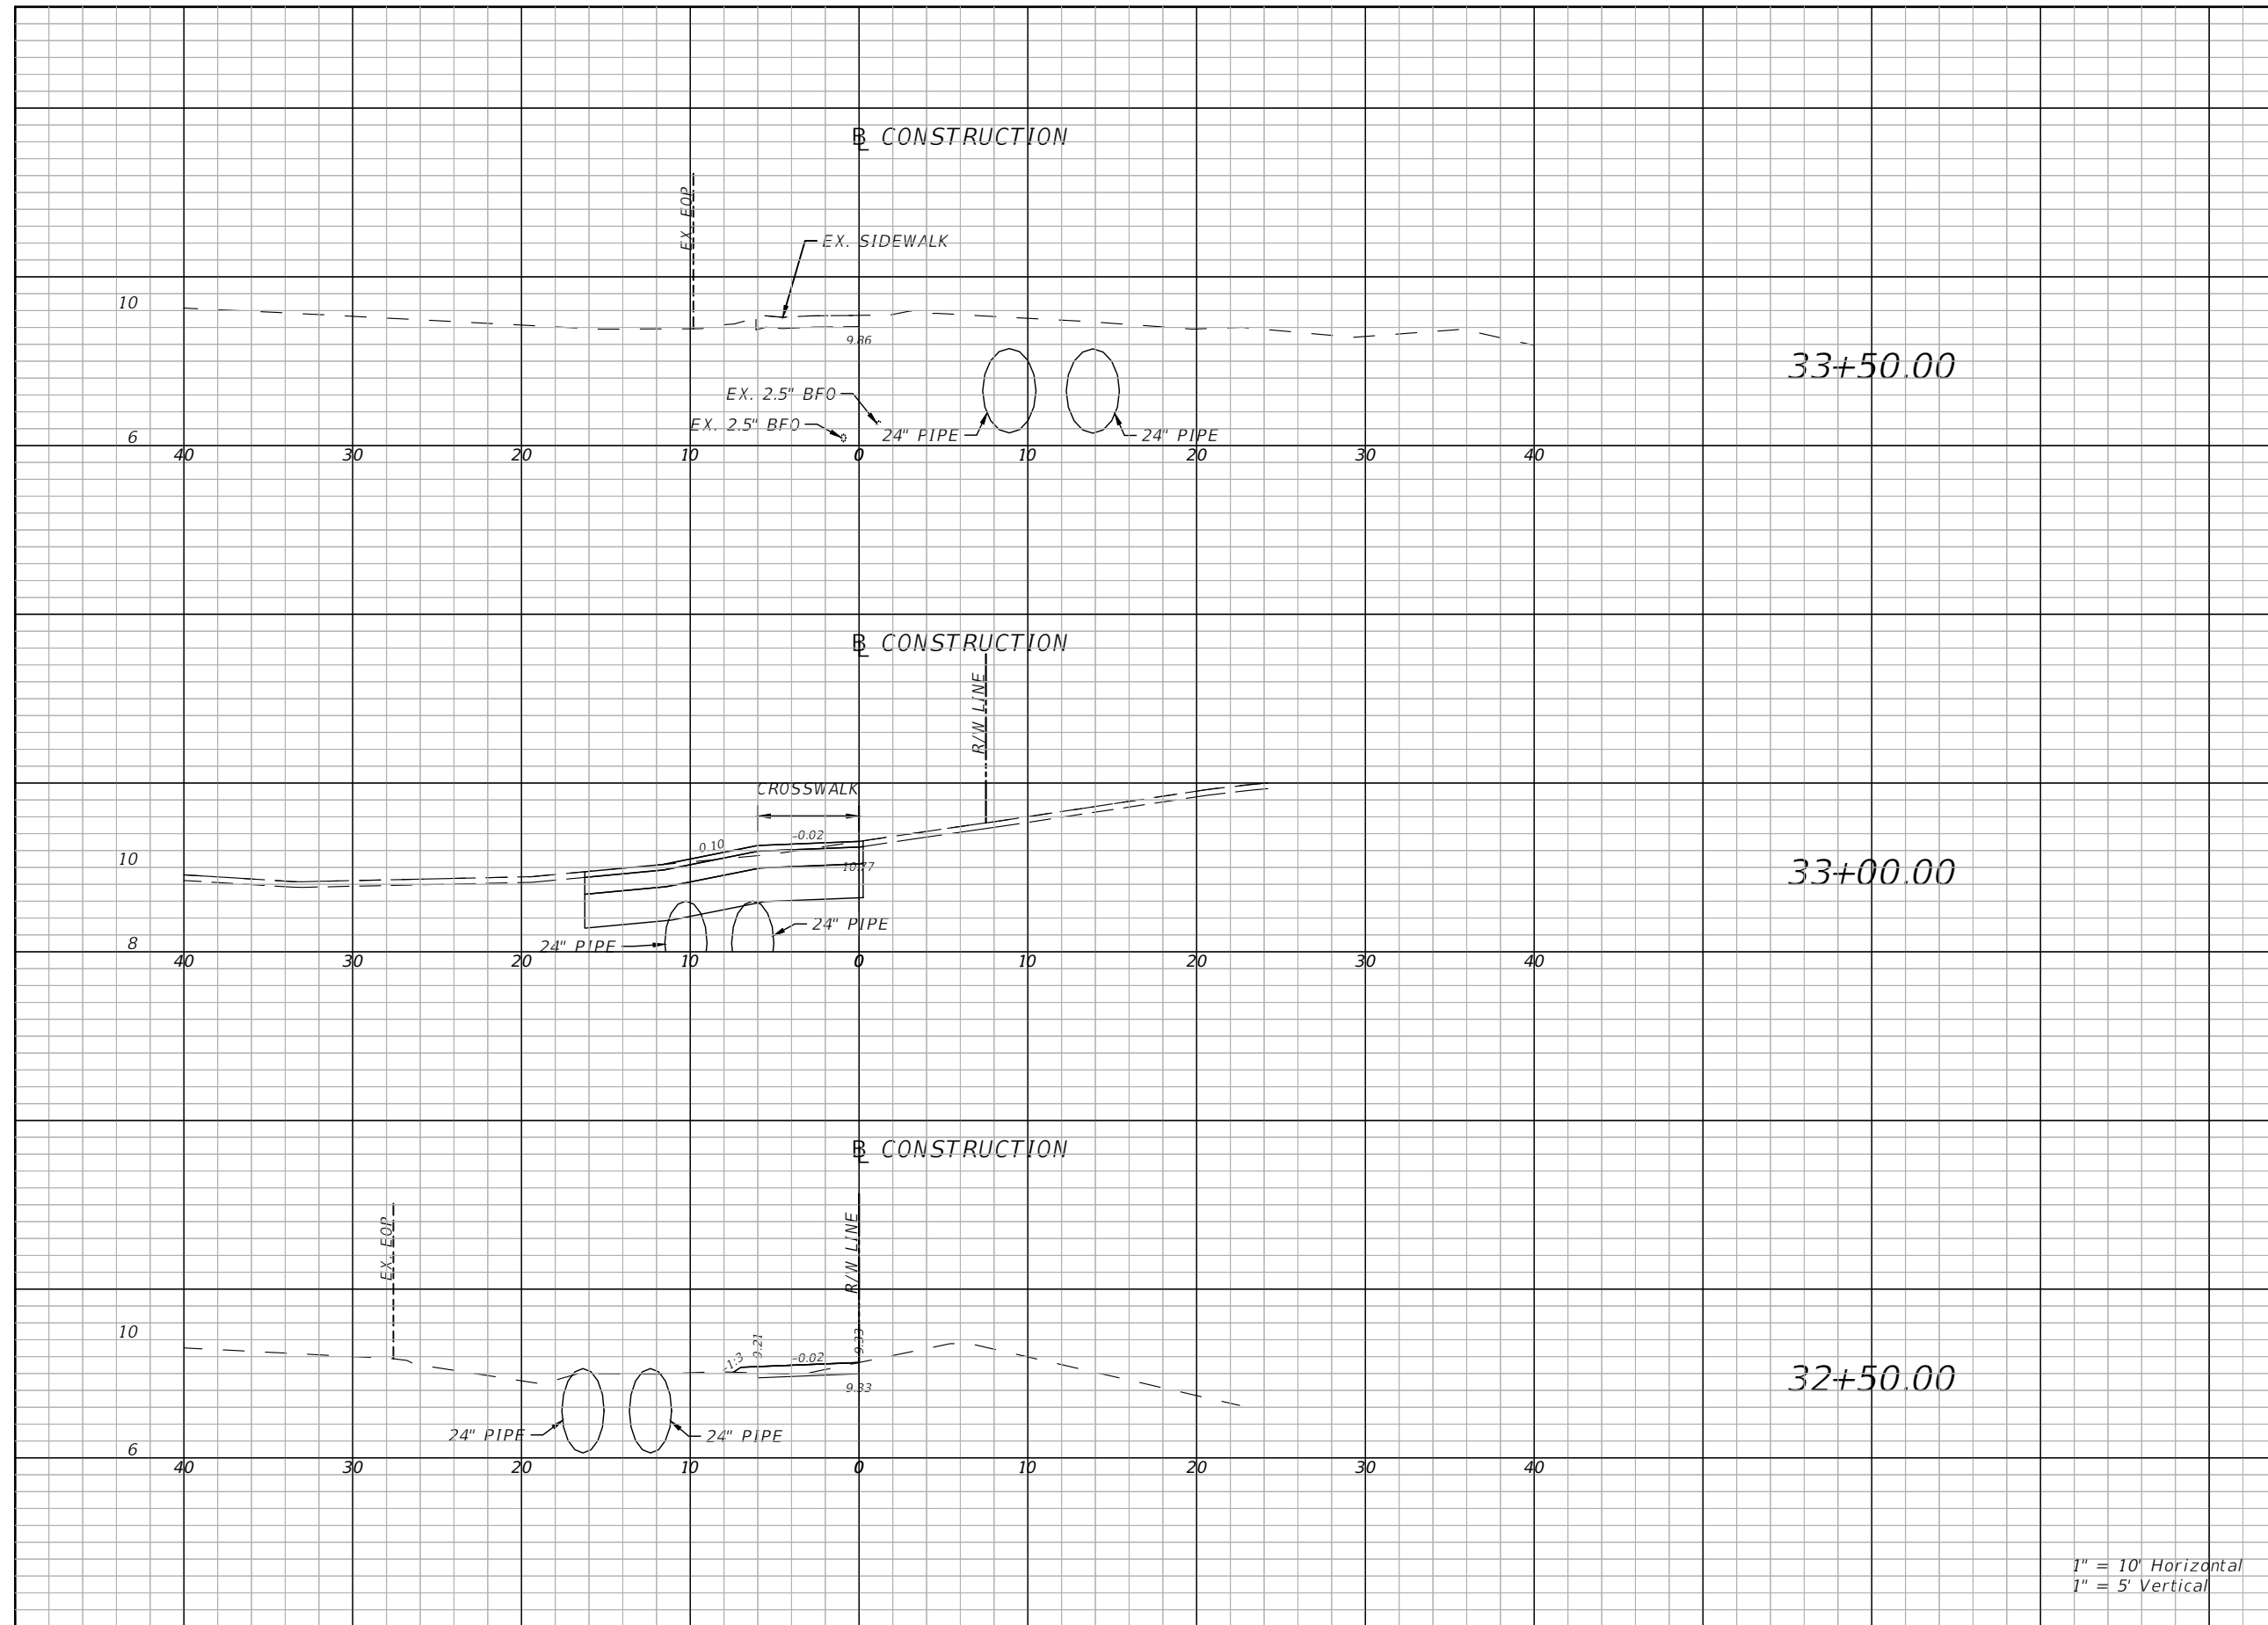 ℄ CONSTRUCTION
EX. EOP
EX. SIDEWALK
10
9.86
33+50.00
EX. 2.5" BFO
EX. 2.5" BFO
24" PIPE
24" PIPE
6
40 30 20 10 0 10 20 30 40
℄ CONSTRUCTION
R/W LINE
CROSSWALK
-0.02
0.10
10
10.77
33+00.00
24" PIPE
24" PIPE
8
40 30 20 10 0 10 20 30 40
℄ CONSTRUCTION
EX. EOP
R/W LINE
10
9.21
9.33
-1:3
-0.02
9.33
32+50.00
24" PIPE
24" PIPE
6
40 30 20 10 0 10 20 30 40
1" = 10' Horizontal
1" = 5' Vertical